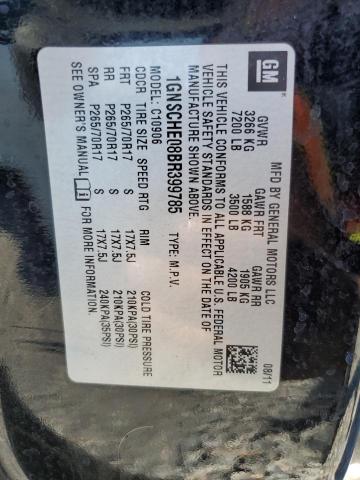 GM
MFD BY GENERAL MOTORS LLC
08/11
GVWR GAWR FRT GAWR RR
3266 KG 1588 KG 1905 KG
7200 LB 3500 LB 4200 LB
THIS VEHICLE CONFORMS TO ALL APPLICABLE U.S. FEDERAL MOTOR
VEHICLE SAFETY STANDARDS IN EFFECT ON THE DATE OF
MANUFACTURE SHOWN ABOVE.
1GNSCHE08BR399785 TYPE: M.P.V.
C10906
CDCR TIRE SIZE SPEED RTG RIM COLD TIRE PRESSURE
FRT P265/70R17 S 17X7.5J 210KPA(30PSI)
RR P265/70R17 S 17X7.5J 210KPA(30PSI)
SPA P265/70R17 S 17X7.5J 240KPA(35PSI)
SEE OWNER'S MANUAL FOR MORE INFORMATION.